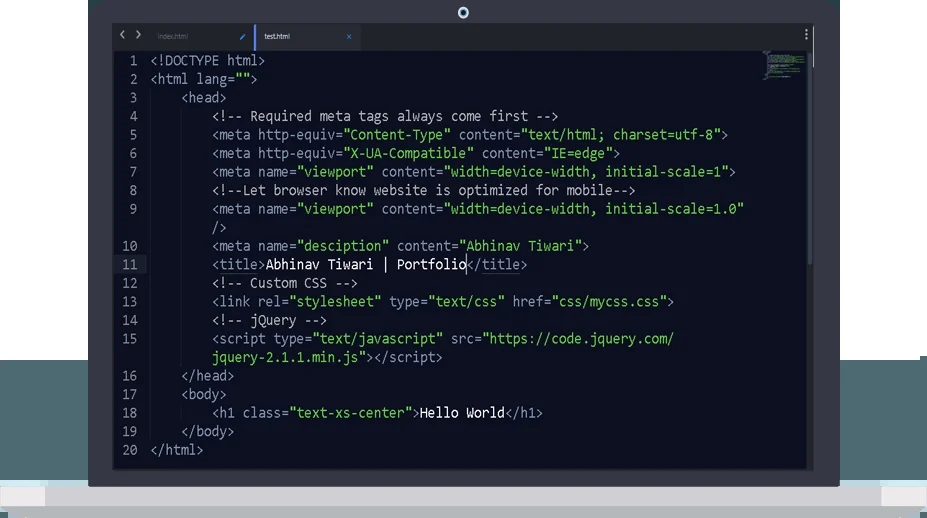 index.html
test.html
1 <!DOCTYPE html>
2 <html lang="">
3 <head>
4 <!-- Required meta tags always come first -->
5 <meta http-equiv="Content-Type" content="text/html; charset=utf-8">
6 <meta http-equiv="X-UA-Compatible" content="IE=edge">
7 <meta name="viewport" content="width=device-width, initial-scale=1">
8 <!--Let browser know website is optimized for mobile-->
9 <meta name="viewport" content="width=device-width, initial-scale=1.0"
/>
10 <meta name="desciption" content="Abhinav Tiwari">
11 <title>Abhinav Tiwari | Portfolio</title>
12 <!-- Custom CSS -->
13 <link rel="stylesheet" type="text/css" href="css/mycss.css">
14 <!-- jQuery -->
15 <script type="text/javascript" src="https://code.jquery.com/
jquery-2.1.1.min.js"></script>
16 </head>
17 <body>
18 <h1 class="text-xs-center">Hello World</h1>
19 </body>
20 </html>